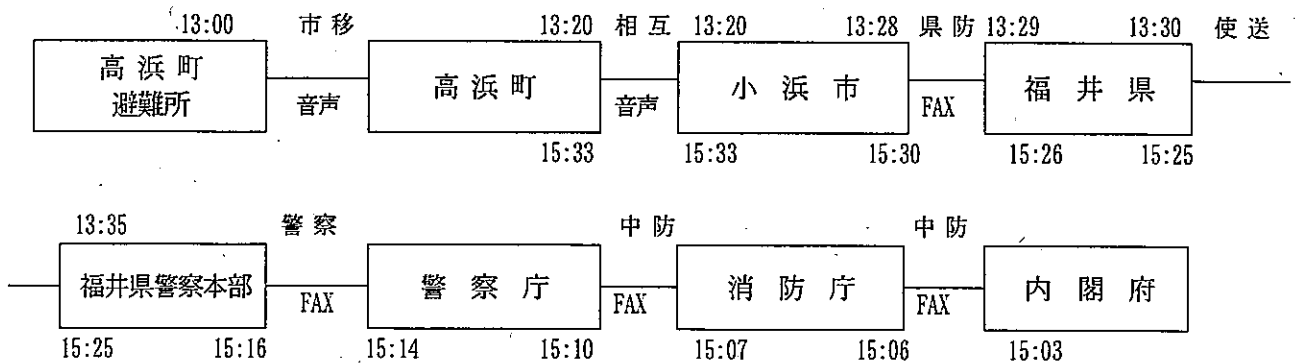 13:00 市移 13:20 相互 13:20 13:28 県防 13:29 13:30 使送
高浜町
避難所
高浜町
小浜市
福井県
音声 音声 FAX
15:33 15:33 15:30 15:26 15:25
13:35 警察 中防 中防
福井県警察本部 警察庁 消防庁 内閣府
FAX FAX FAX
15:25 15:16 15:14 15:10 15:07 15:06 15:03